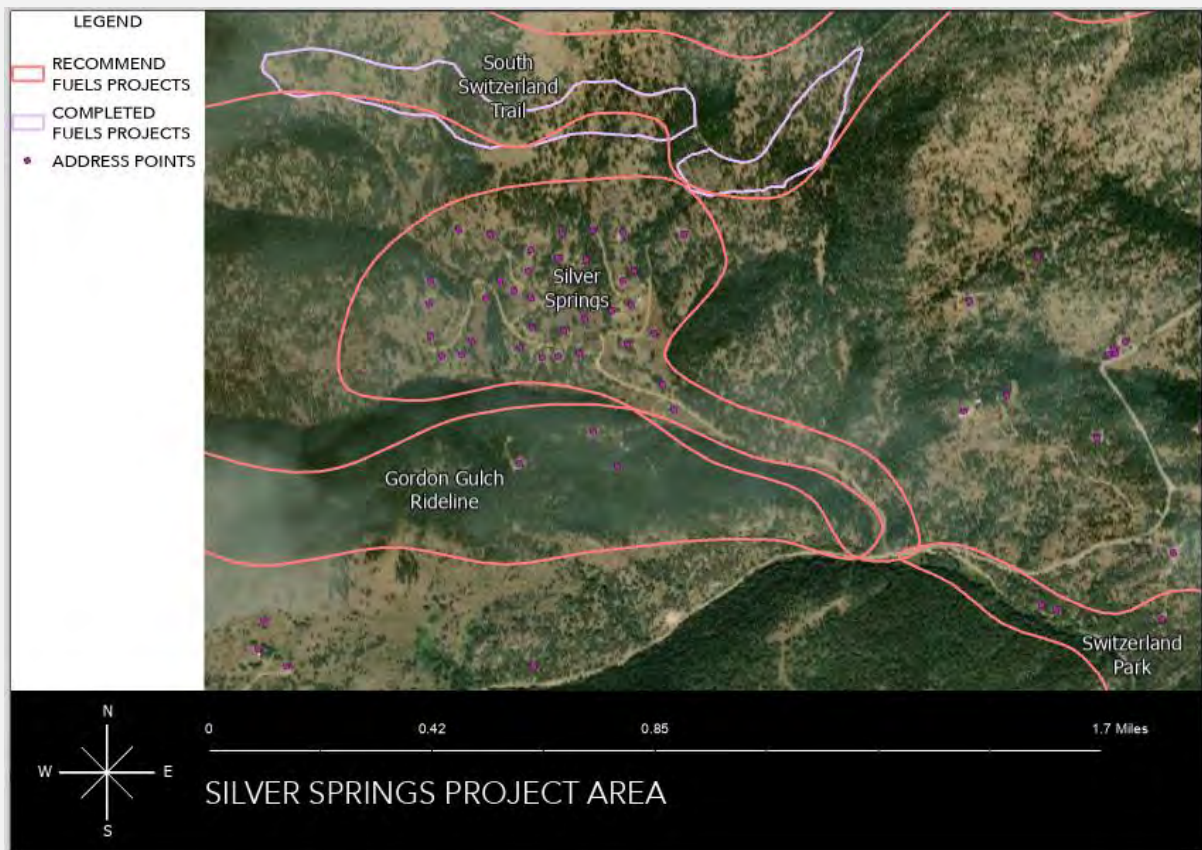 LEGEND
RECOMMEND
FUELS PROJECTS
COMPLETED
FUELS PROJECTS
ADDRESS POINTS
South
Switzerland
Trail
Silver
Springs
Gordon Gulch
Rideline
Switzerland
Park
N
W E
S
0 0.42 0.85 1.7 Miles
SILVER SPRINGS PROJECT AREA